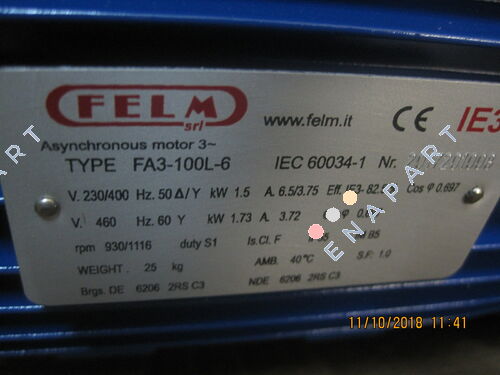 FELM
srl
www.felm.it
CE IE3
Asynchronous motor 3~
TYPE FA3-100L-6 IEC 60034-1 Nr.
V. 230/400 Hz. 50 Δ/Y kW 1.5 A. 6.5/3.75 Eff. IE3- 82.5 Cos φ 0.697
V. 460 Hz. 60 Y kW 1.73 A. 3.72 φ
rpm 930/1116 duty S1 Is.Cl. F B5
WEIGHT. 25 kg AMB. 40°C S.F. 1.0
Brgs. DE 6206 2RS C3 NDE 6206 2RS C3
ENAPART
ENAPART
11/10/2018 11:41